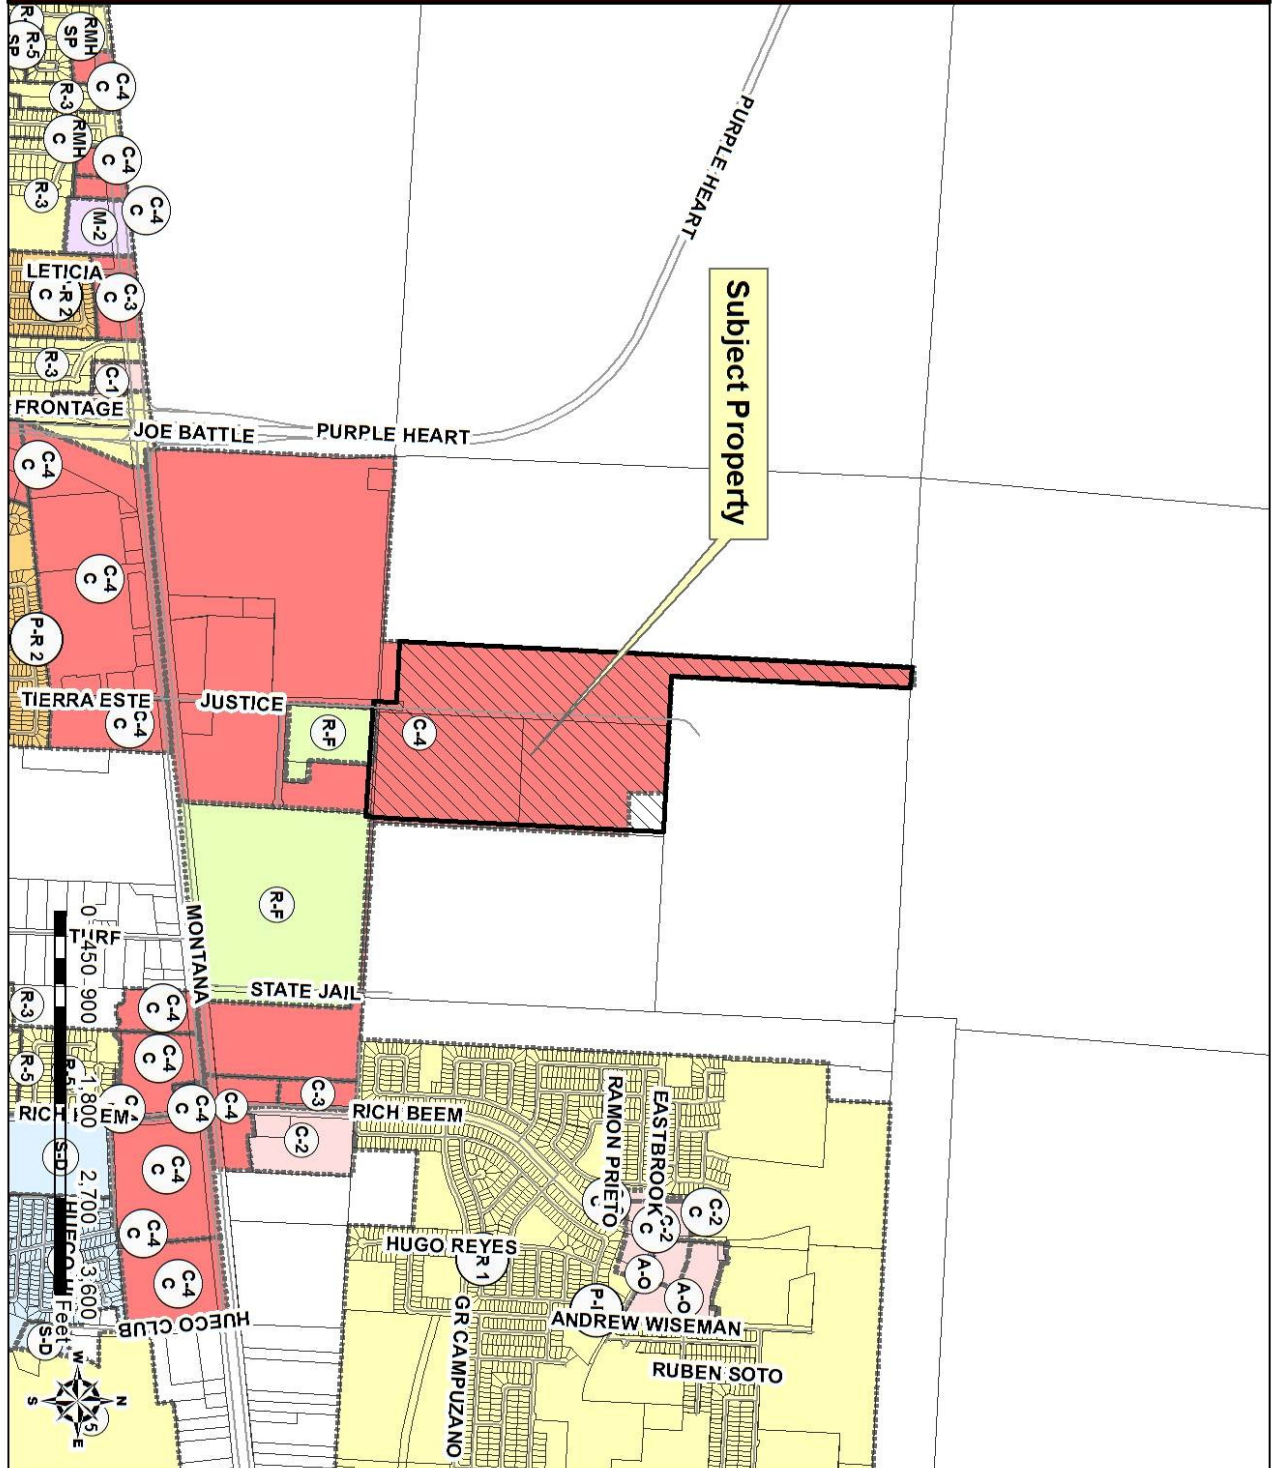 PURPLE HEART
Subject Property
RMH
SP
R-5
SP
C-4
C
R-3
RMH
C
C-4
C
R-3
C-4
C
M-2
LETICIA
C-3
C
R 2
C
R-3
C-1
FRONTAGE
JOE BATTLE
PURPLE HEART
C-4
C
C-4
C
P-R 2
TIERRA ESTE
C-4
C
JUSTICE
R-F
C-4
R-F
MONTANA
STATE JAIL
R-3
C-4
C
R-5
C-4
C
C-4
C
C-4
C-3
C-2
RICH BEEM
S-D
C-4
C
C-4
C
C-4
C
HUECO CLUB
S-D
RICH BEEM
RAMON PRIETO
EASTBROOK
C-2
C
C-2
C
A-O
A-O
HUGO REYES
R 1
P-I
ANDREW WISEMAN
RUBEN SOTO
GR CAMPUZANO
0 450 900 1,800 2,700 3,600
Feet
N
W
E
S